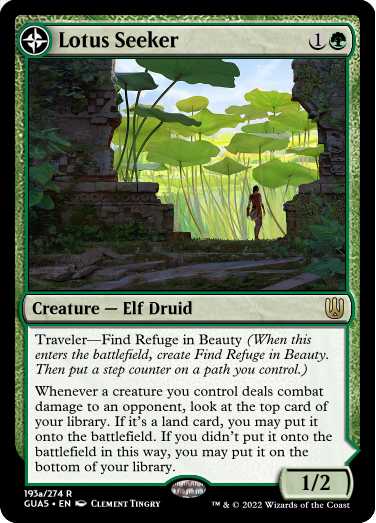 Lotus Seeker 1
Creature — Elf Druid
Traveler—Find Refuge in Beauty (When this
enters the battlefield, create Find Refuge in Beauty.
Then put a step counter on a path you control.)
Whenever a creature you control deals combat
damage to an opponent, look at the top card of
your library. If it's a land card, you may put it
onto the battlefield. If you didn't put it onto the
battlefield in this way, you may put it on the
bottom of your library.
1/2
193a/274 R
GUA5 • EN Clement Tingry ™ & © 2022 Wizards of the Coast